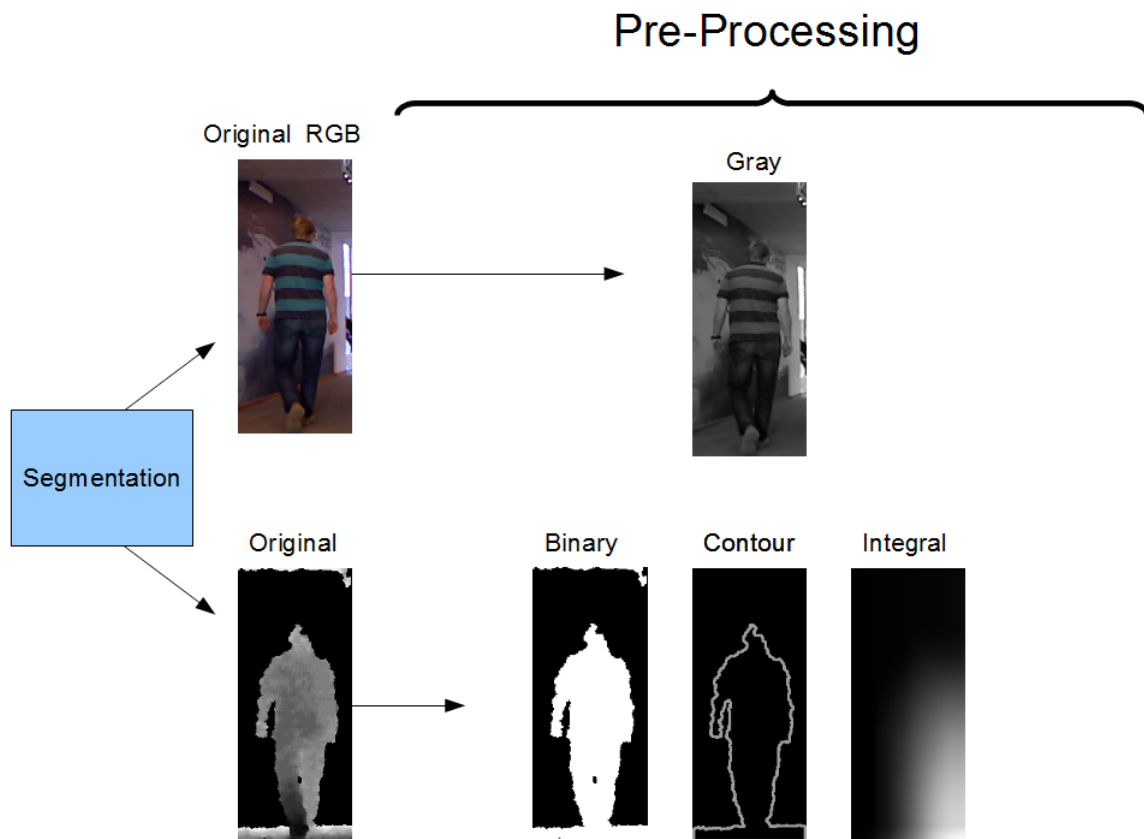 Pre-Processing
Original RGB
Gray
Segmentation
Original
Binary
Contour
Integral